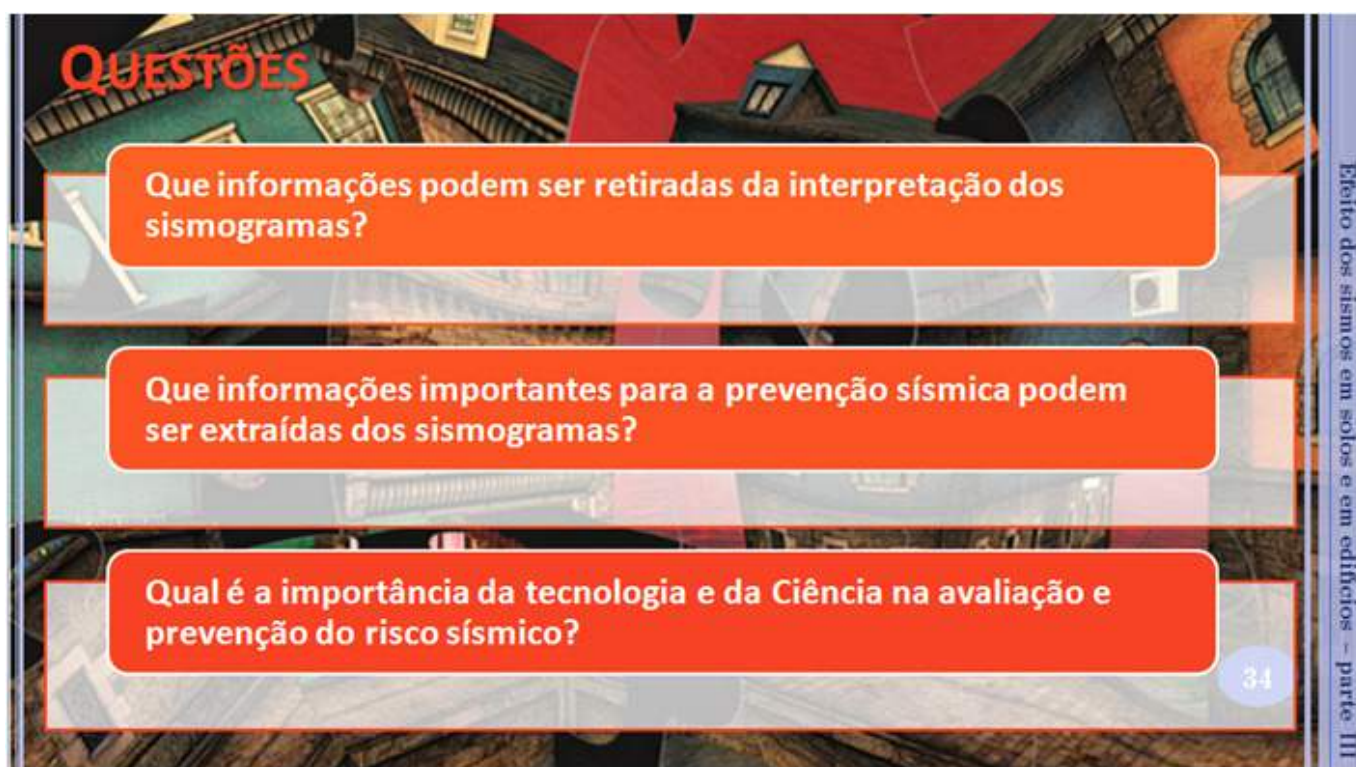 QUESTÕES
Que informações podem ser retiradas da interpretação dos
sismogramas?
Que informações importantes para a prevenção sísmica podem
ser extraídas dos sismogramas?
Qual é a importância da tecnologia e da Ciência na avaliação e
prevenção do risco sísmico?
34
Efeito dos sismos em solos e em edifícios – parte III